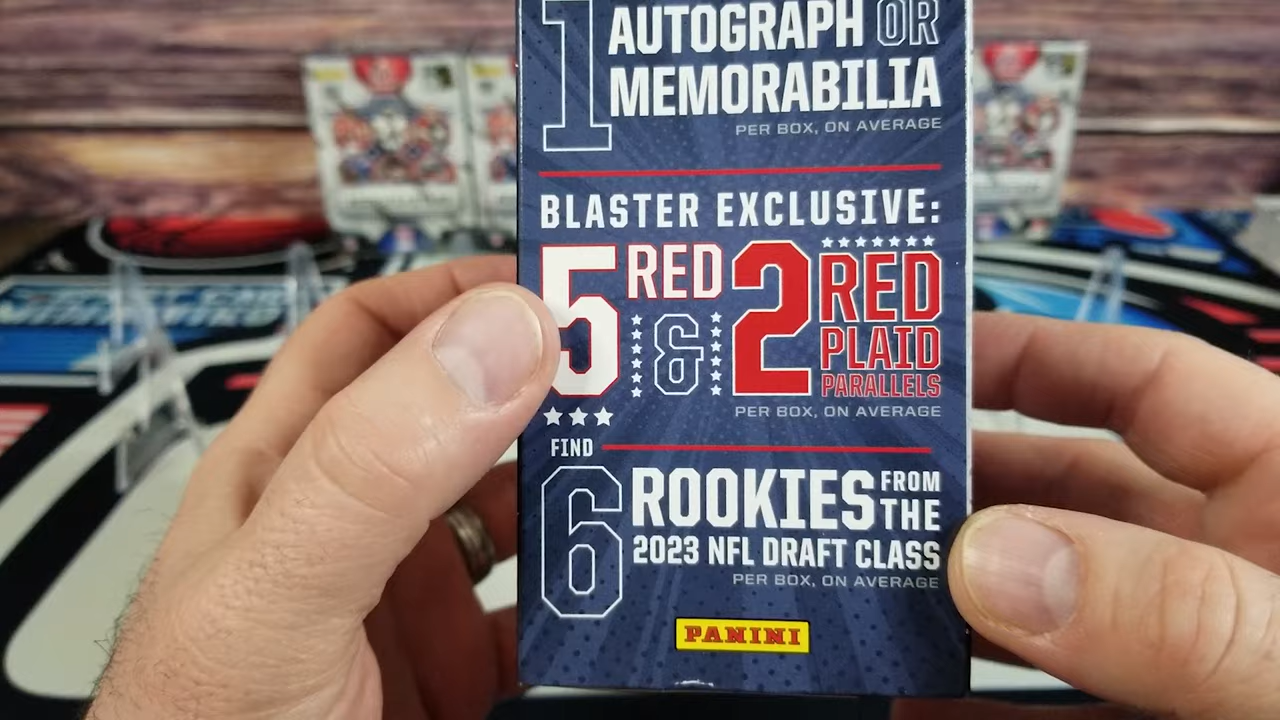 1 AUTOGRAPH OR
MEMORABILIA
PER BOX, ON AVERAGE
BLASTER EXCLUSIVE:
5 RED & 2 RED
PLAID
PARALLELS
PER BOX, ON AVERAGE
FIND
6 ROOKIES FROM
THE
2023 NFL DRAFT CLASS
PER BOX, ON AVERAGE
PANINI